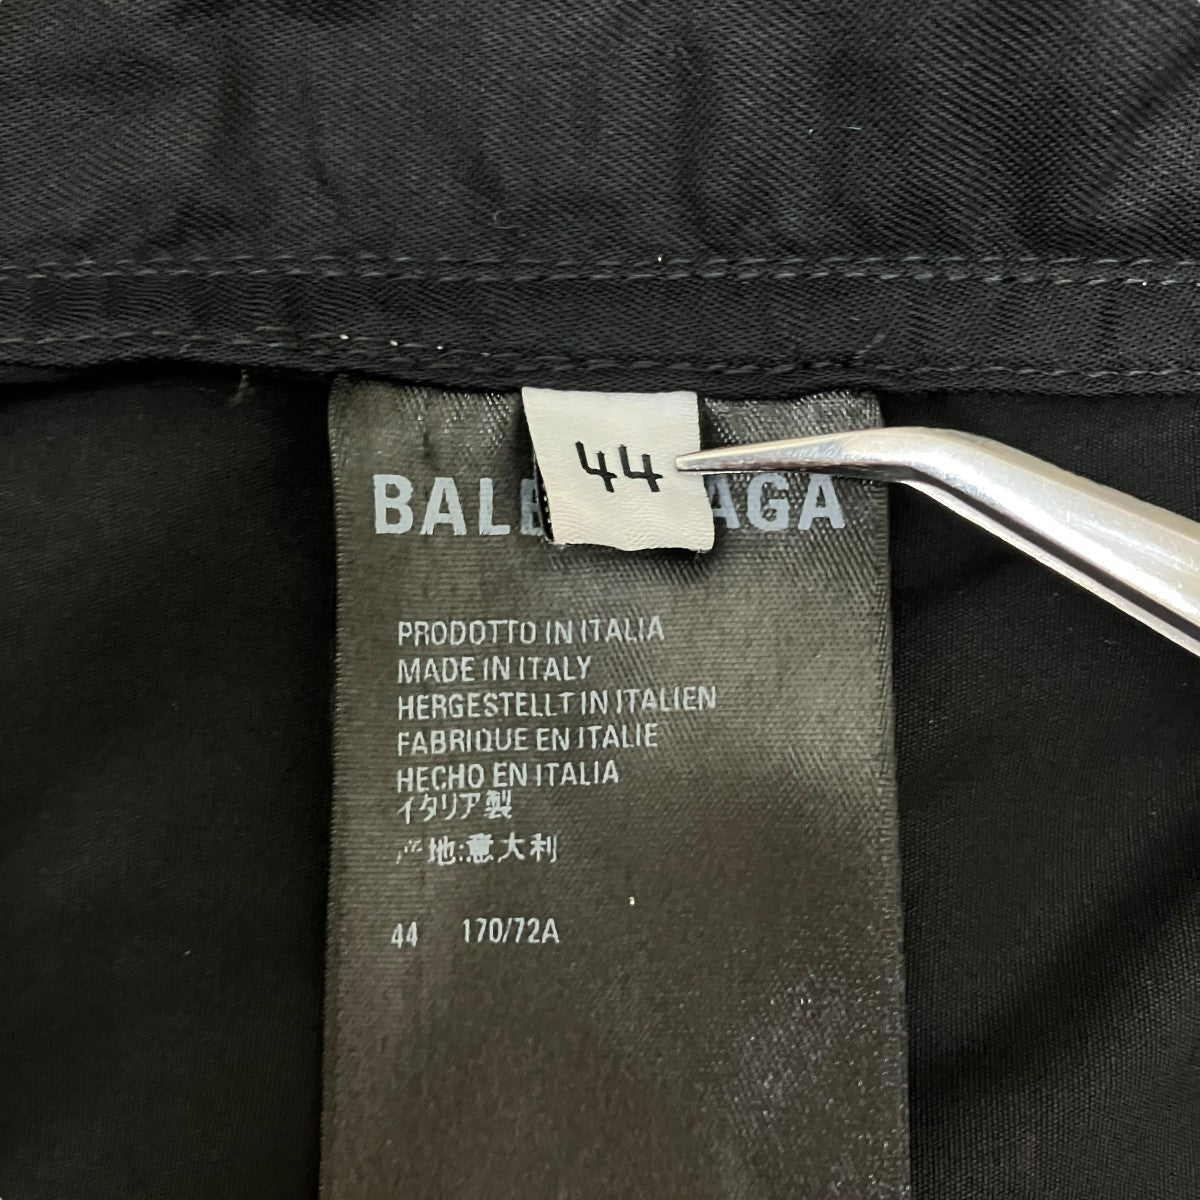 44
BALE AGA
PRODOTTO IN ITALIA
MADE IN ITALY
HERGESTELLT IN ITALIEN
FABRIQUE EN ITALIE
HECHO EN ITALIA
イタリア製
产地:意大利
44 170/72A